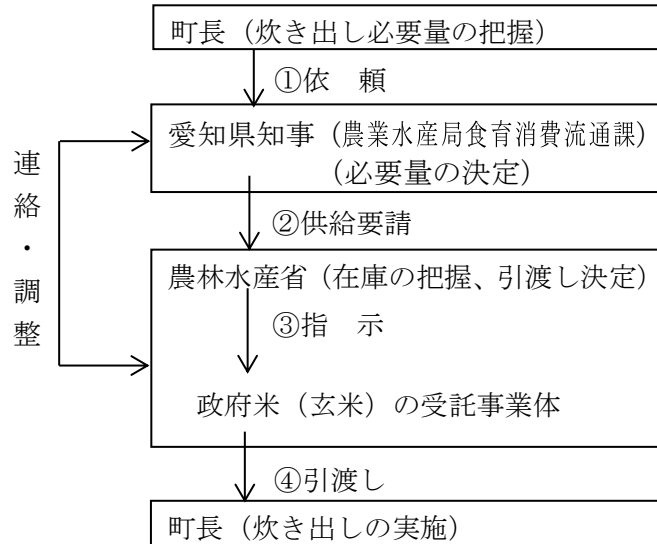 町長（炊き出し必要量の把握）
①依　頼
愛知県知事（農業水産局食育消費流通課）
（必要量の決定）
連絡・調整
②供給要請
農林水産省（在庫の把握、引渡し決定）
③指　示
政府米（玄米）の受託事業体
④引渡し
町長（炊き出しの実施）